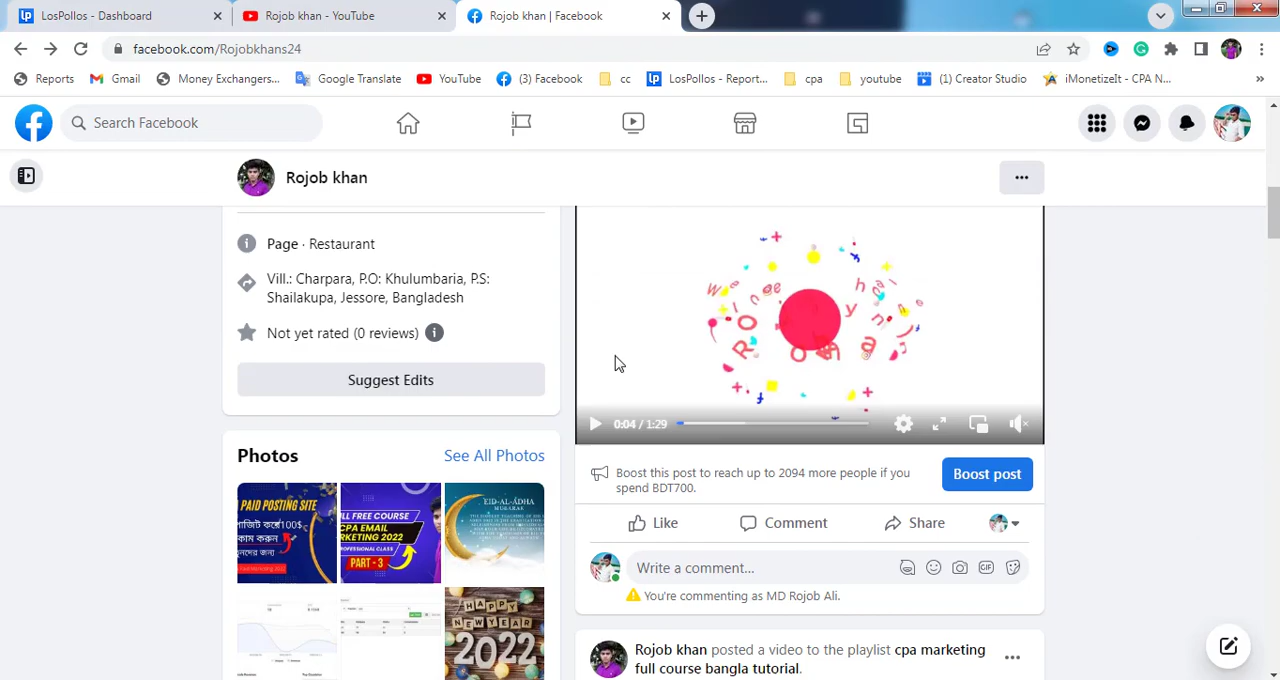 LosPollos - Dashboard
Rojob khan - YouTube
Rojob khan | Facebook
facebook.com/Rojobkhans24
Reports
Gmail
Money Exchangers...
Google Translate
YouTube
(3) Facebook
cc
LosPollos - Report...
cpa
youtube
(1) Creator Studio
iMonetizeIt - CPA N...
»
Search Facebook
Rojob khan
Page · Restaurant
Vill.: Charpara, P.O: Khulumbaria, P.S:
Shailakupa, Jessore, Bangladesh
Not yet rated (0 reviews)
Suggest Edits
Photos
See All Photos
PAID POSTING SITE
LL FREE COURSE
CPA EMAIL
RKETING 2022
PROFESSIONAL CLASS
PART - 3
EID-AL-ADHA
MUBARAK
HAPPY
NEW YEAR
2022
0:04 / 1:29
Boost this post to reach up to 2094 more people if you
spend BDT700.
Boost post
Like
Comment
Share
Write a comment...
GIF
You're commenting as MD Rojob Ali.
Rojob khan posted a video to the playlist cpa marketing
full course bangla tutorial.